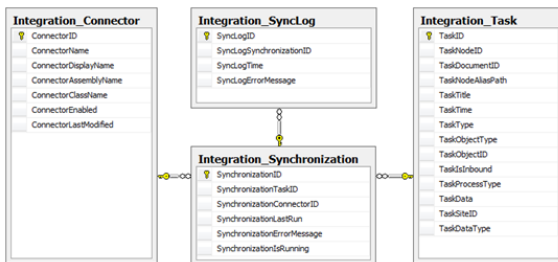 Integration_Connector
ConnectorID
ConnectorName
ConnectorDisplayName
ConnectorAssemblyName
ConnectorClassName
ConnectorEnabled
ConnectorLastModified
Integration_SyncLog
SyncLogID
SyncLogSynchronizationID
SyncLogTime
SyncLogErrorMessage
Integration_Synchronization
SynchronizationID
SynchronizationTaskID
SynchronizationConnectorID
SynchronizationLastRun
SynchronizationErrorMessage
SynchronizationIsRunning
Integration_Task
TaskID
TaskNodeID
TaskDocumentID
TaskNodeAliasPath
TaskTitle
TaskTime
TaskType
TaskObjectType
TaskObjectID
TaskIsInbound
TaskProcessType
TaskData
TaskSiteID
TaskDataType